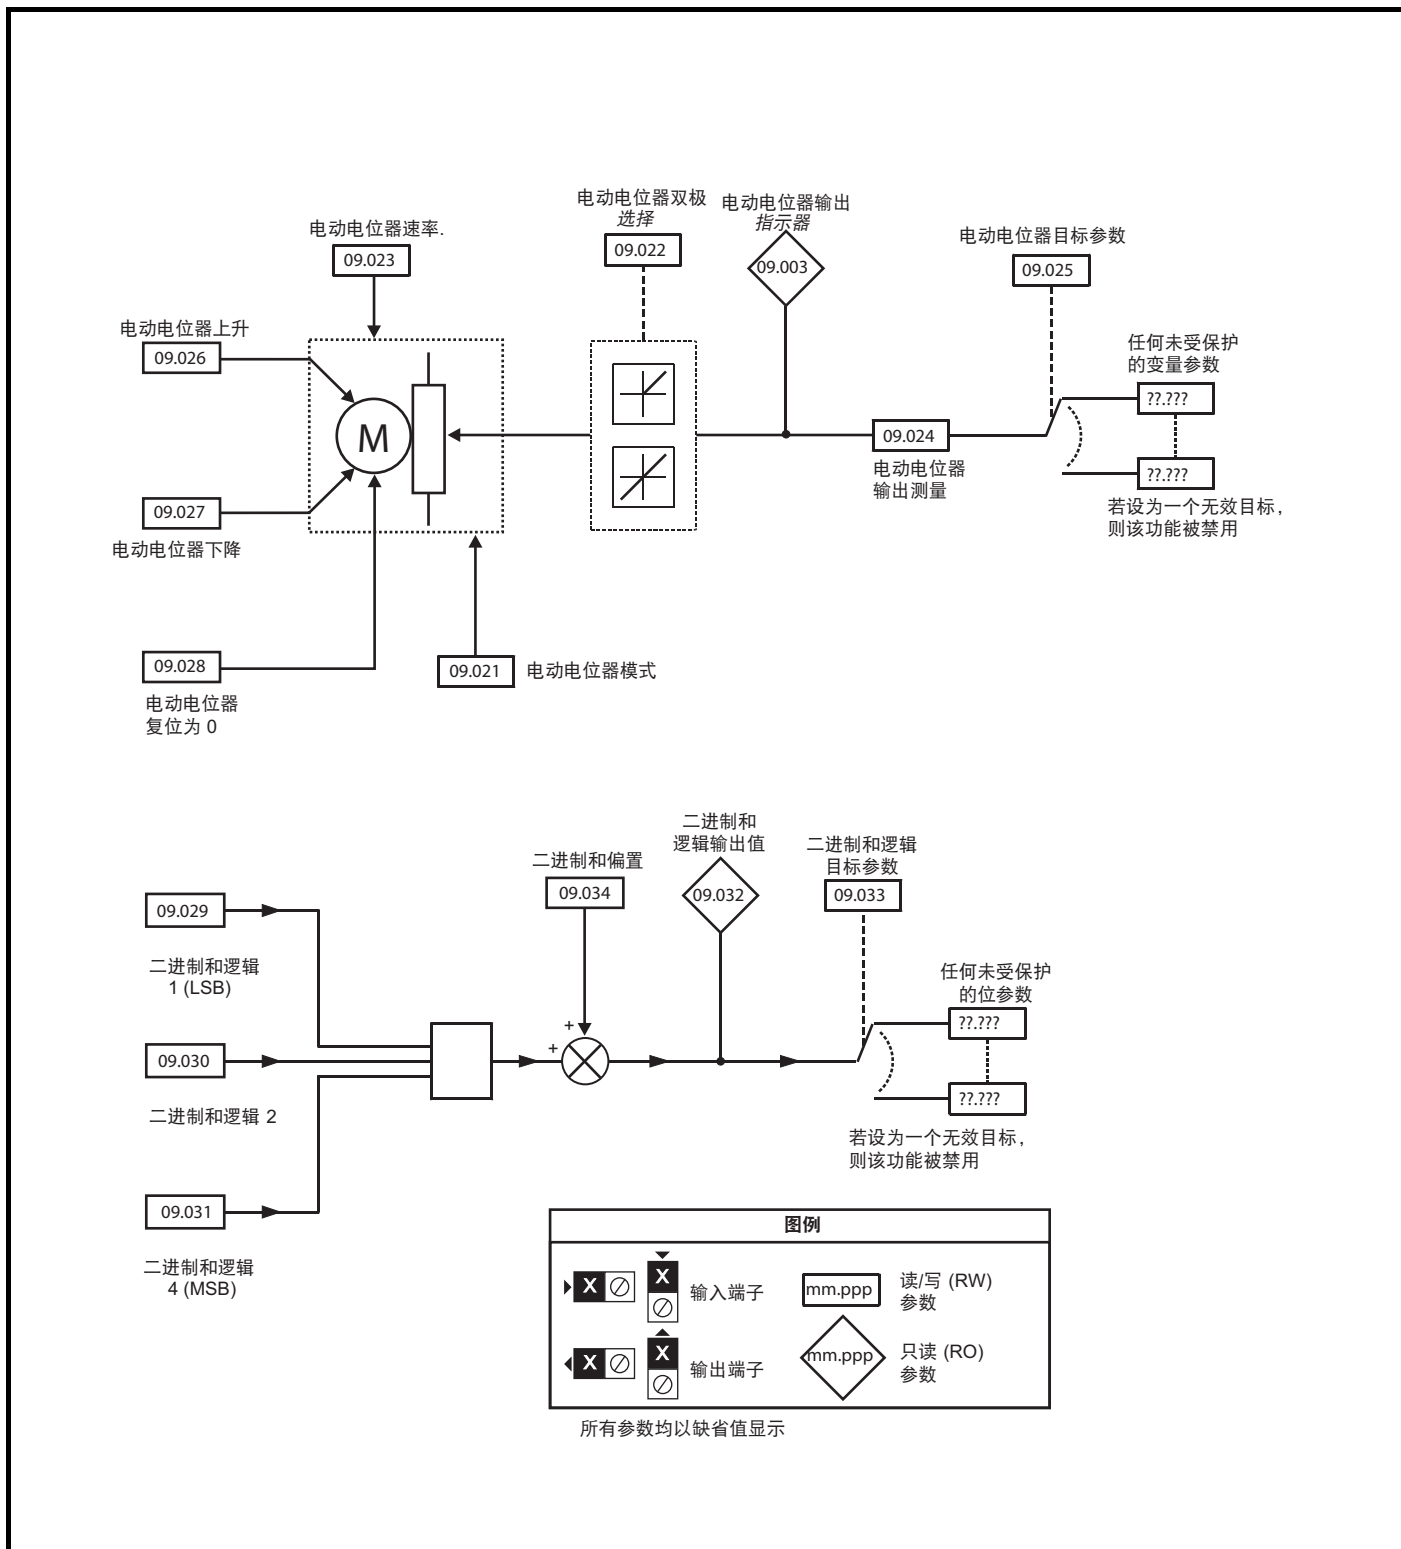 电动电位器速率.
09.023
电动电位器双极
选择
09.022
电动电位器输出
指示器
09.003
电动电位器目标参数
09.025
电动电位器上升
09.026
M
任何未受保护
的变量参数
??.???
09.024
电动电位器
输出测量
??.???
若设为一个无效目标，
则该功能被禁用
09.027
电动电位器下降
09.028
电动电位器
复位为 0
09.021
电动电位器模式
二进制和偏置
09.034
二进制和
逻辑输出值
09.032
二进制和逻辑
目标参数
09.033
09.029
二进制和逻辑
1 (LSB)
任何未受保护
的位参数
??.???
+
+
09.030
二进制和逻辑 2
??.???
若设为一个无效目标，
则该功能被禁用
09.031
二进制和逻辑
4 (MSB)
图例
X
X
输入端子
mm.ppp
读/写 (RW)
参数
X
X
输出端子
mm.ppp
只读 (RO)
参数
所有参数均以缺省值显示